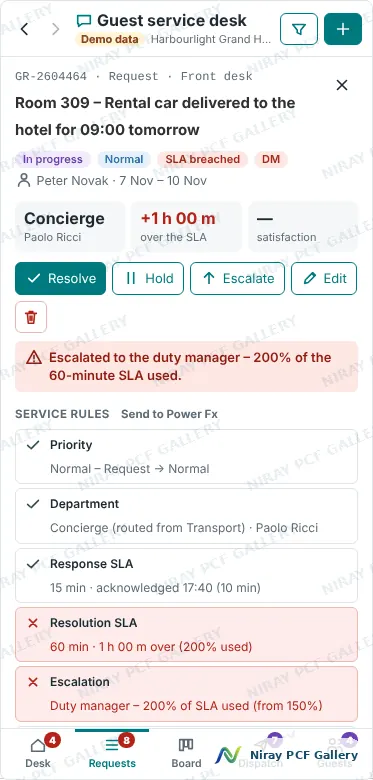 Guest service desk
Demo data Harbourlight Grand H...
GR-2604464 · Request · Front desk
Room 309 – Rental car delivered to the
hotel for 09:00 tomorrow
In progress Normal SLA breached DM
Peter Novak · 7 Nov – 10 Nov
Concierge
Paolo Ricci
+1 h 00 m
over the SLA
—
satisfaction
Resolve Hold Escalate Edit
Escalated to the duty manager – 200% of the
60-minute SLA used.
SERVICE RULES Send to Power Fx
Priority
Normal – Request → Normal
Department
Concierge (routed from Transport) · Paolo Ricci
Response SLA
15 min · acknowledged 17:40 (10 min)
Resolution SLA
60 min · 1 h 00 m over (200% used)
Escalation
Duty manager – 200% of SLA used (from 150%)
4 8
Desk Requests Board Dispatch Guests
Niray PCF Gallery
NIRAY PCF GALLERY